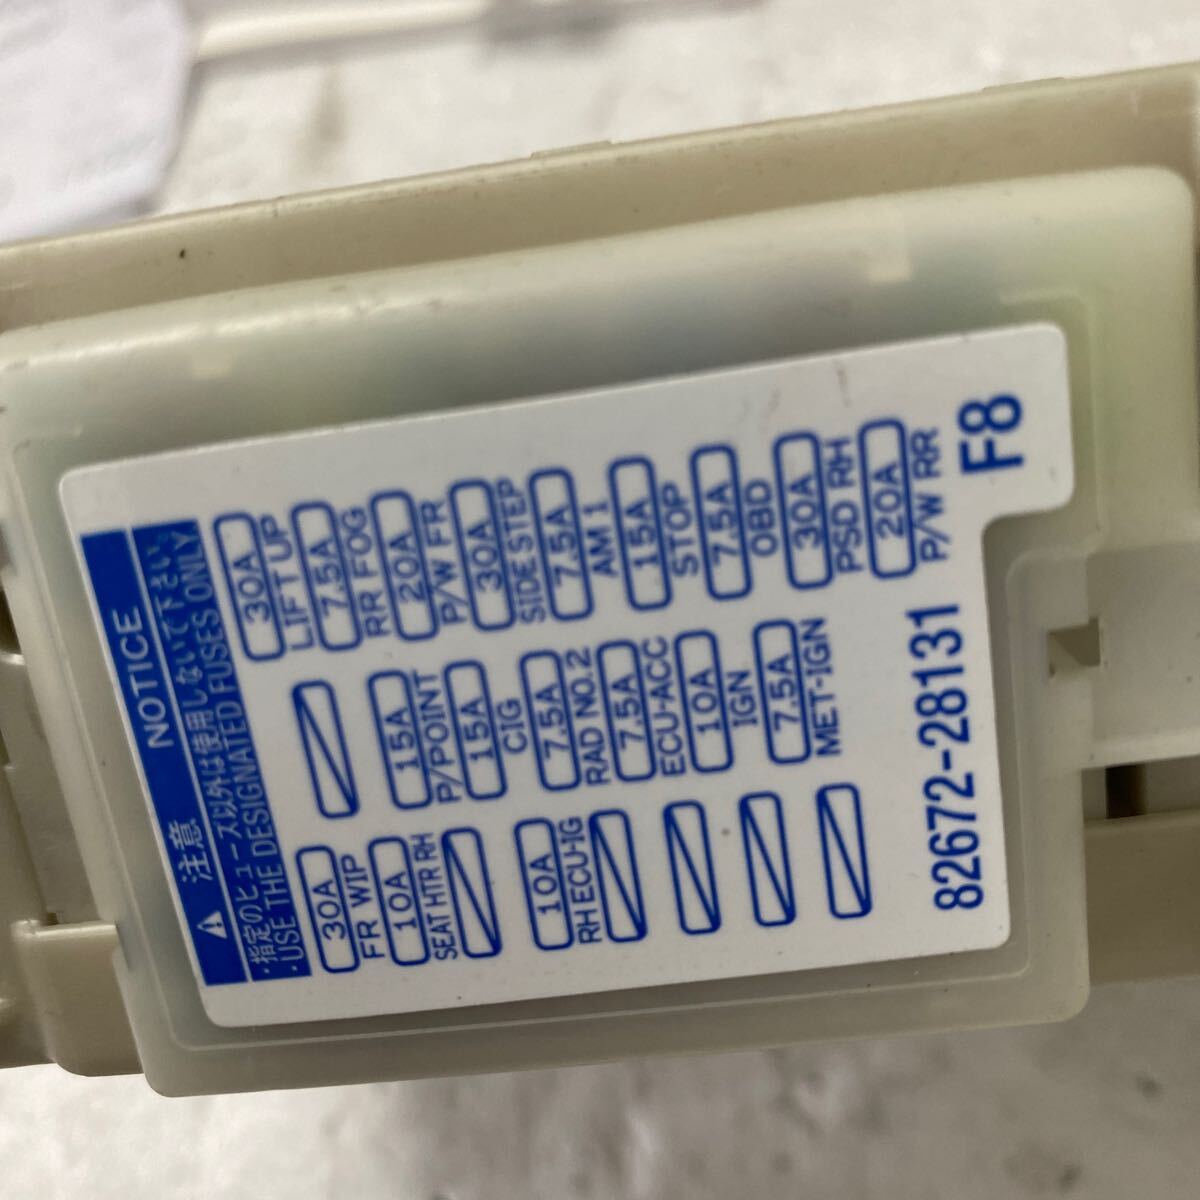 ⚠ 注意 NOTICE
・指定のヒューズ以外は使用しないで下さい
・USE THE DESIGNATED FUSES ONLY.
30A 30A
FR WIP LIFT UP
10A 15A 7.5A
SEAT HTR RH P/POINT RR FOG
15A 20A
CIG P/W FR
10A 7.5A 30A
RH ECU-IG RAD NO.2 SIDESTEP
7.5A 7.5A
ECU-ACC AM 1
10A 15A
IGN STOP
7.5A 7.5A
MET-IGN OBD
30A
PSD RH
20A
P/W RR
82672-28131 F8